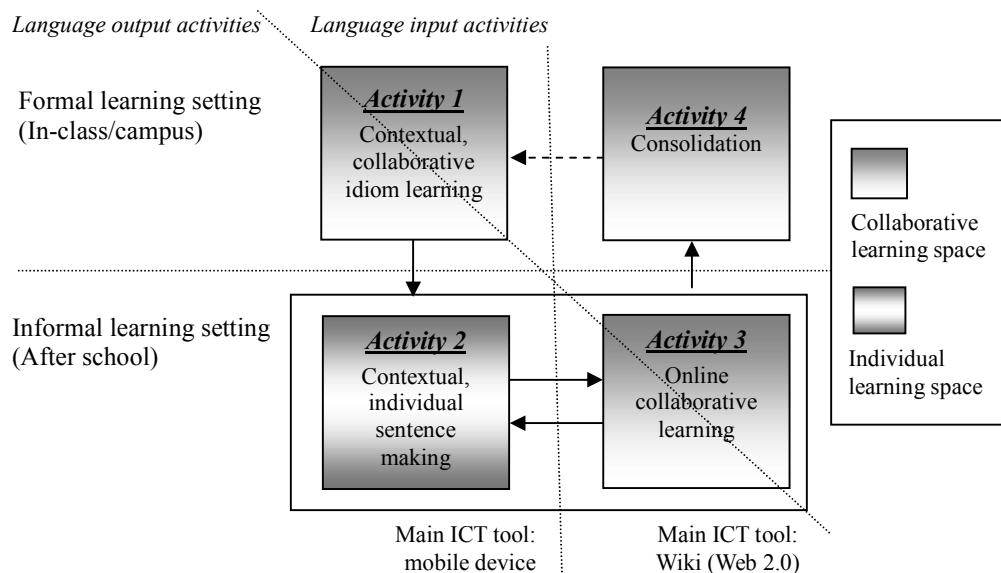 Language output activities
Language input activities
Formal learning setting
(In-class/campus)
Activity 1
Contextual,
collaborative
idiom learning
Activity 4
Consolidation
Collaborative
learning space
Individual
learning space
Informal learning setting
(After school)
Activity 2
Contextual,
individual
sentence
making
Activity 3
Online
collaborative
learning
Main ICT tool:
mobile device
Main ICT tool:
Wiki (Web 2.0)